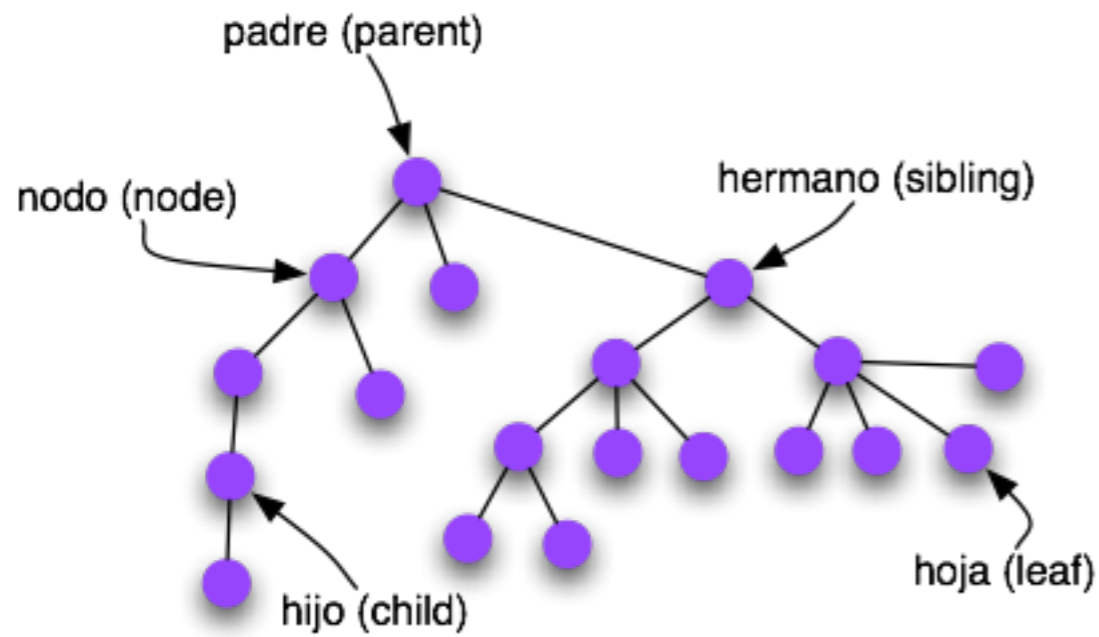 padre (parent)
hermano (sibling)
nodo (node)
hoja (leaf)
hijo (child)